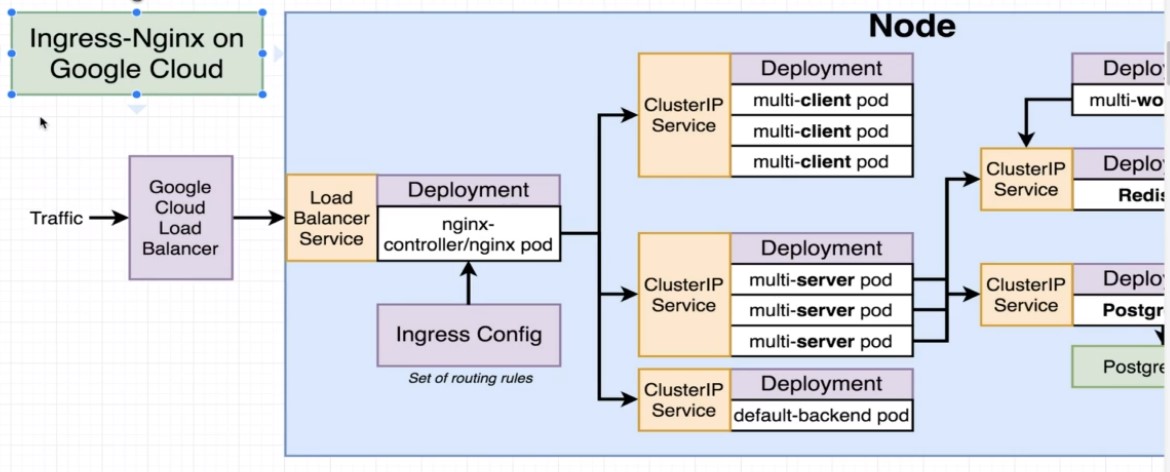 Ingress-Nginx on
Google Cloud
Node
Traffic
Google
Cloud
Load
Balancer
Load
Balancer
Service
Deployment
nginx-
controller/nginx pod
Ingress Config
Set of routing rules
ClusterIP
Service
Deployment
multi-client pod
multi-client pod
multi-client pod
ClusterIP
Service
Deployment
multi-server pod
multi-server pod
multi-server pod
ClusterIP
Service
Deployment
default-backend pod
Deplo
multi-wo
ClusterIP
Service
Deplo
Redis
ClusterIP
Service
Deplo
Postgr
Postgre